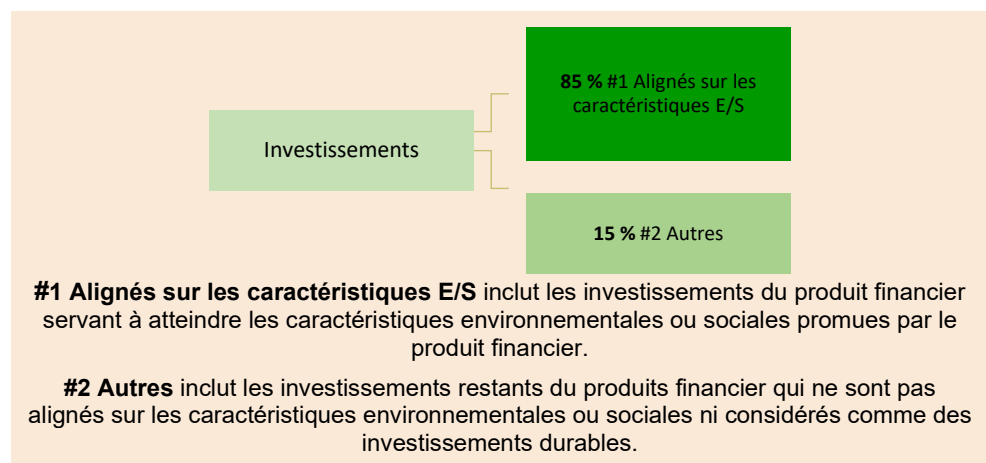 85 % #1 Alignés sur les
caractéristiques E/S
Investissements
15 % #2 Autres
#1 Alignés sur les caractéristiques E/S inclut les investissements du produit financier
servant à atteindre les caractéristiques environnementales ou sociales promues par le
produit financier.
#2 Autres inclut les investissements restants du produits financier qui ne sont pas
alignés sur les caractéristiques environnementales ou sociales ni considérés comme des
investissements durables.